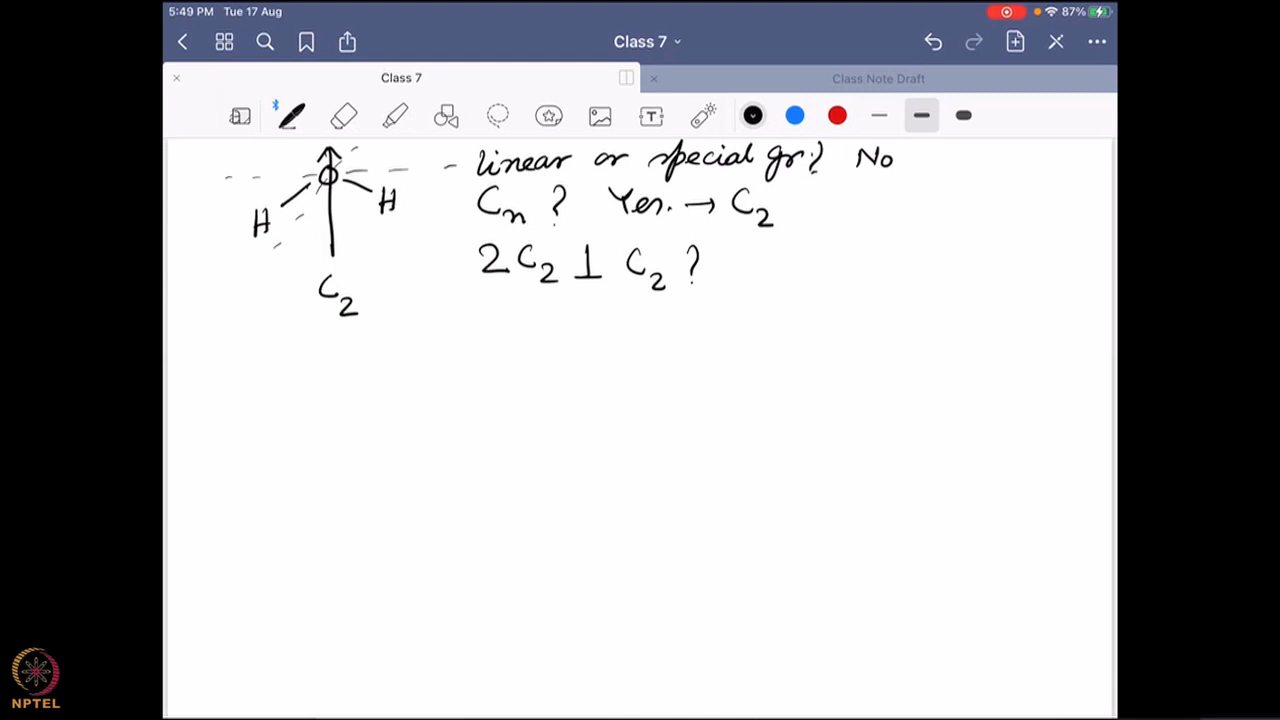 5:49 PM Tue 17 Aug
87%
Class 7
Class 7
Class Note Draft
T
linear or special gr? No
O
H H
Cn ? Yes. → C2
2C2 ⊥ C2 ?
C2
NPTEL